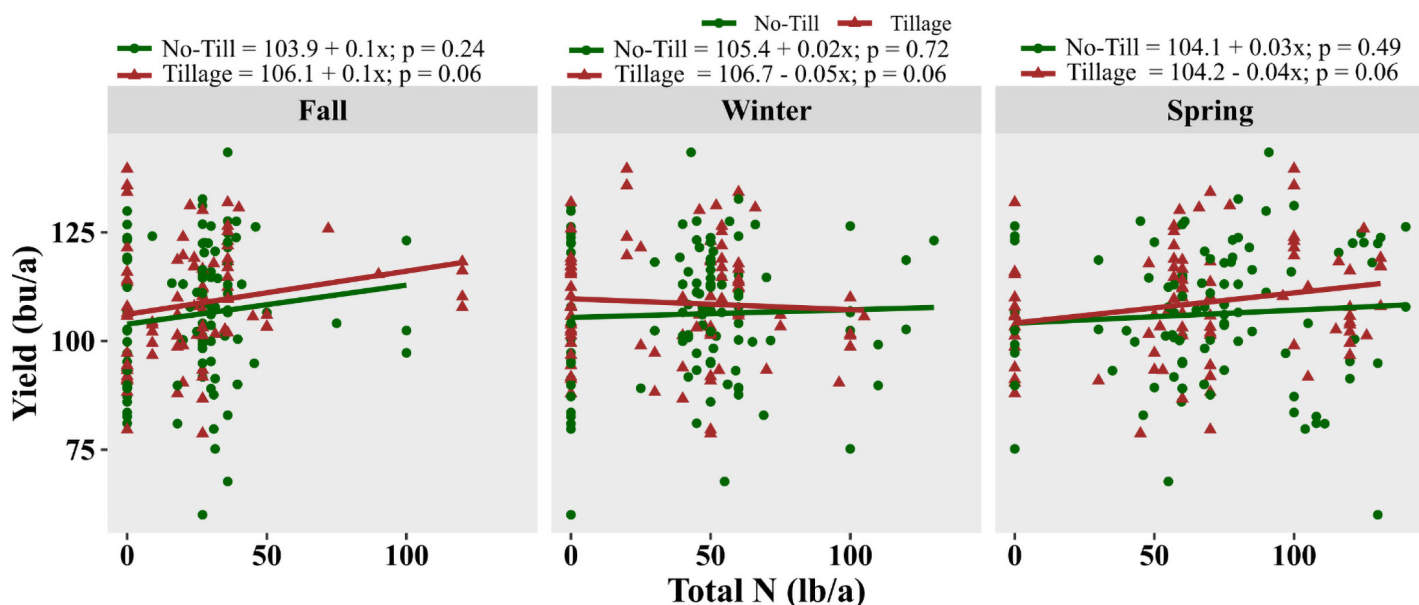 No-Till Tillage
No-Till = 103.9 + 0.1x; p = 0.24
Tillage = 106.1 + 0.1x; p = 0.06
No-Till = 105.4 + 0.02x; p = 0.72
Tillage = 106.7 - 0.05x; p = 0.06
No-Till = 104.1 + 0.03x; p = 0.49
Tillage = 104.2 - 0.04x; p = 0.06
Fall Winter Spring
Yield (bu/a)
125
100
75
0 50 100 0 50 100 0 50 100
Total N (lb/a)